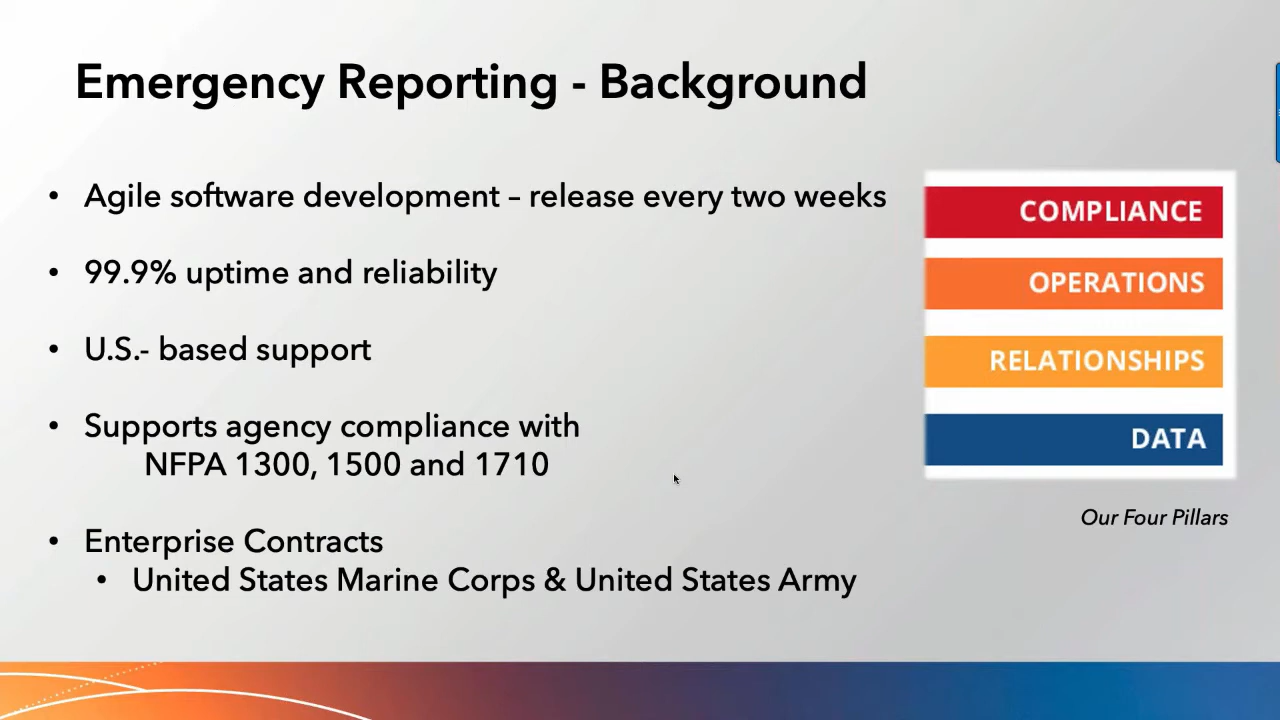 Emergency Reporting - Background
• Agile software development – release every two weeks
• 99.9% uptime and reliability
• U.S.- based support
• Supports agency compliance with
NFPA 1300, 1500 and 1710
• Enterprise Contracts
• United States Marine Corps & United States Army
COMPLIANCE
OPERATIONS
RELATIONSHIPS
DATA
Our Four Pillars